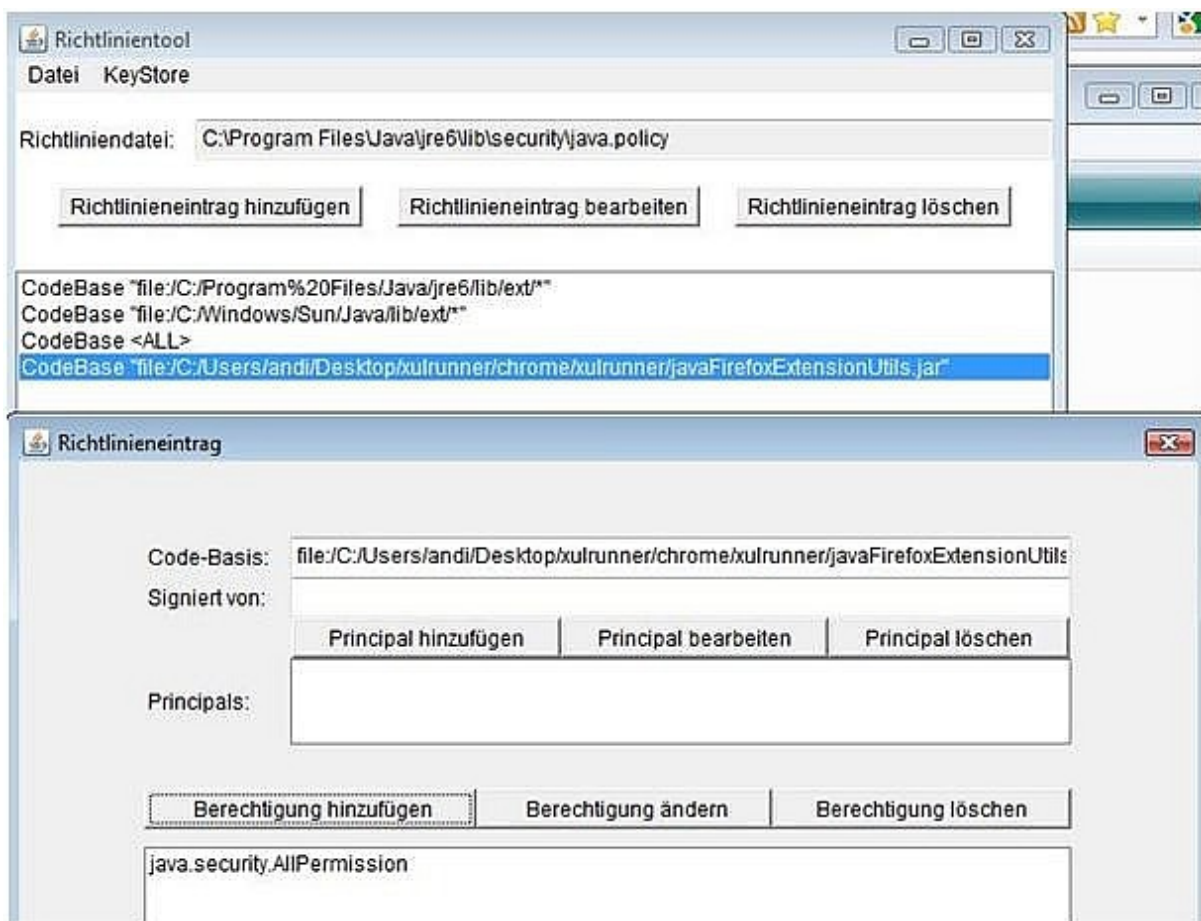 Richtlinientool
Datei KeyStore
Richtliniendatei: C:\Program Files\Java\jre6\lib\security\java.policy
Richtlinieneintrag hinzufügen Richtlinieneintrag bearbeiten Richtlinieneintrag löschen
CodeBase "file:/C:/Program%20Files/Java/jre6/lib/ext/*"
CodeBase "file:/C:/Windows/Sun/Java/lib/ext/*"
CodeBase <ALL>
CodeBase "file:/C:/Users/andi/Desktop/xulrunner/chrome/xulrunner/javaFirefoxExtensionUtils.jar"
Richtlinieneintrag
Code-Basis: file:/C:/Users/andi/Desktop/xulrunner/chrome/xulrunner/javaFirefoxExtensionUtils
Signiert von:
Principal hinzufügen Principal bearbeiten Principal löschen
Principals:
Berechtigung hinzufügen Berechtigung ändern Berechtigung löschen
java.security.AllPermission